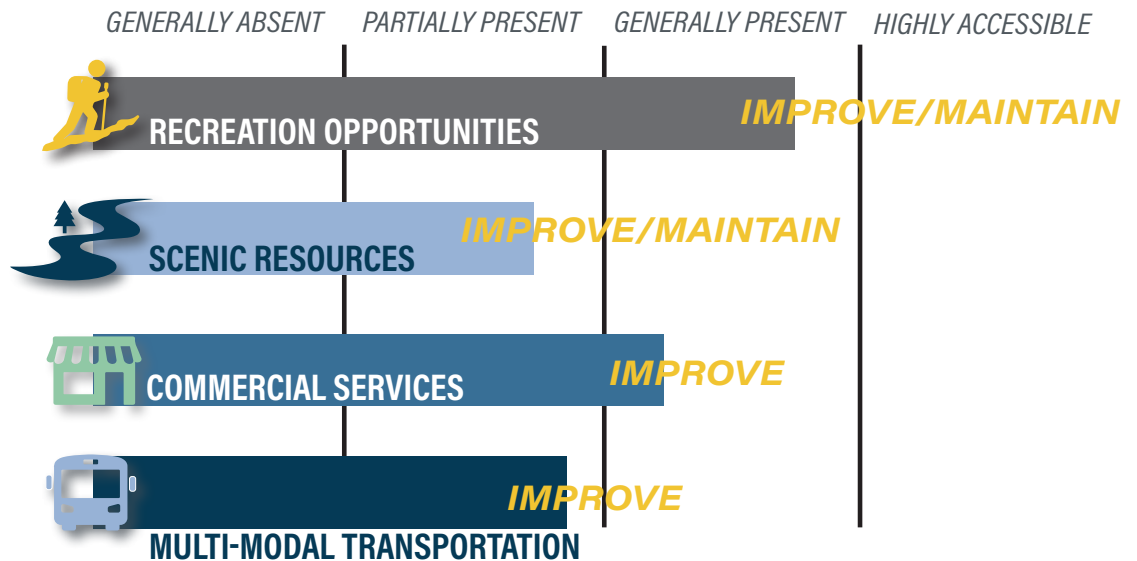 GENERALLY ABSENT
PARTIALLY PRESENT
GENERALLY PRESENT
HIGHLY ACCESSIBLE
RECREATION OPPORTUNITIES
IMPROVE/MAINTAIN
SCENIC RESOURCES
IMPROVE/MAINTAIN
COMMERCIAL SERVICES
IMPROVE
MULTI-MODAL TRANSPORTATION
IMPROVE